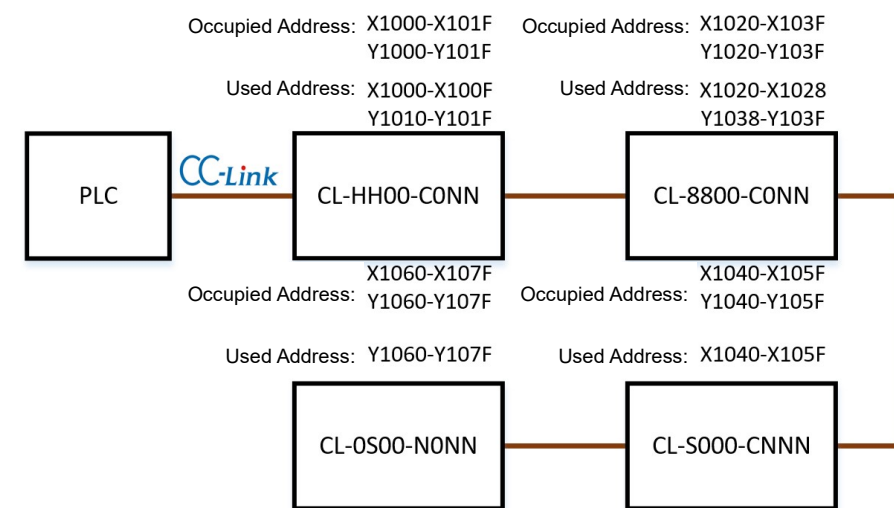 Occupied Address: X1000-X101F
Y1000-Y101F
Occupied Address: X1020-X103F
Y1020-Y103F
Used Address: X1000-X100F
Y1010-Y101F
Used Address: X1020-X1028
Y1038-Y103F
PLC
CC-Link
CL-HH00-C0NN
CL-8800-C0NN
Occupied Address: X1060-X107F
Y1060-Y107F
Occupied Address: X1040-X105F
Y1040-Y105F
Used Address: Y1060-Y107F
Used Address: X1040-X105F
CL-0S00-N0NN
CL-S000-CNNN